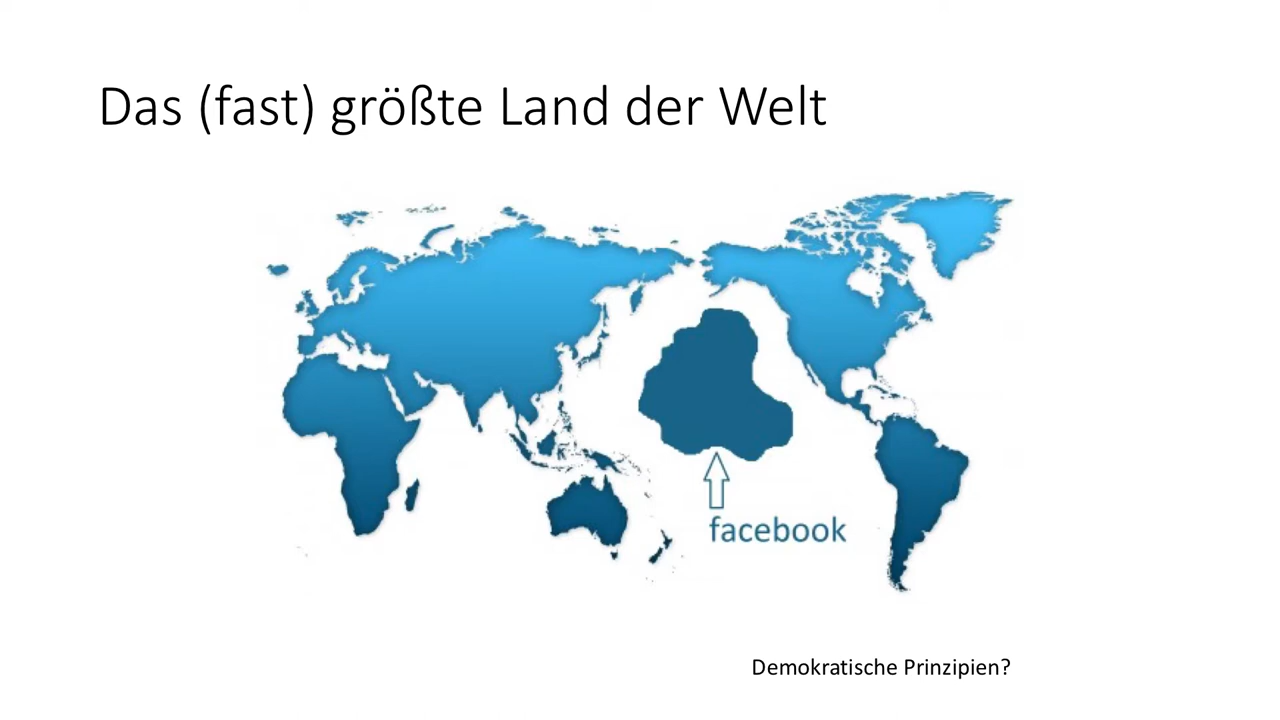 Das (fast) größte Land der Welt
facebook
Demokratische Prinzipien?